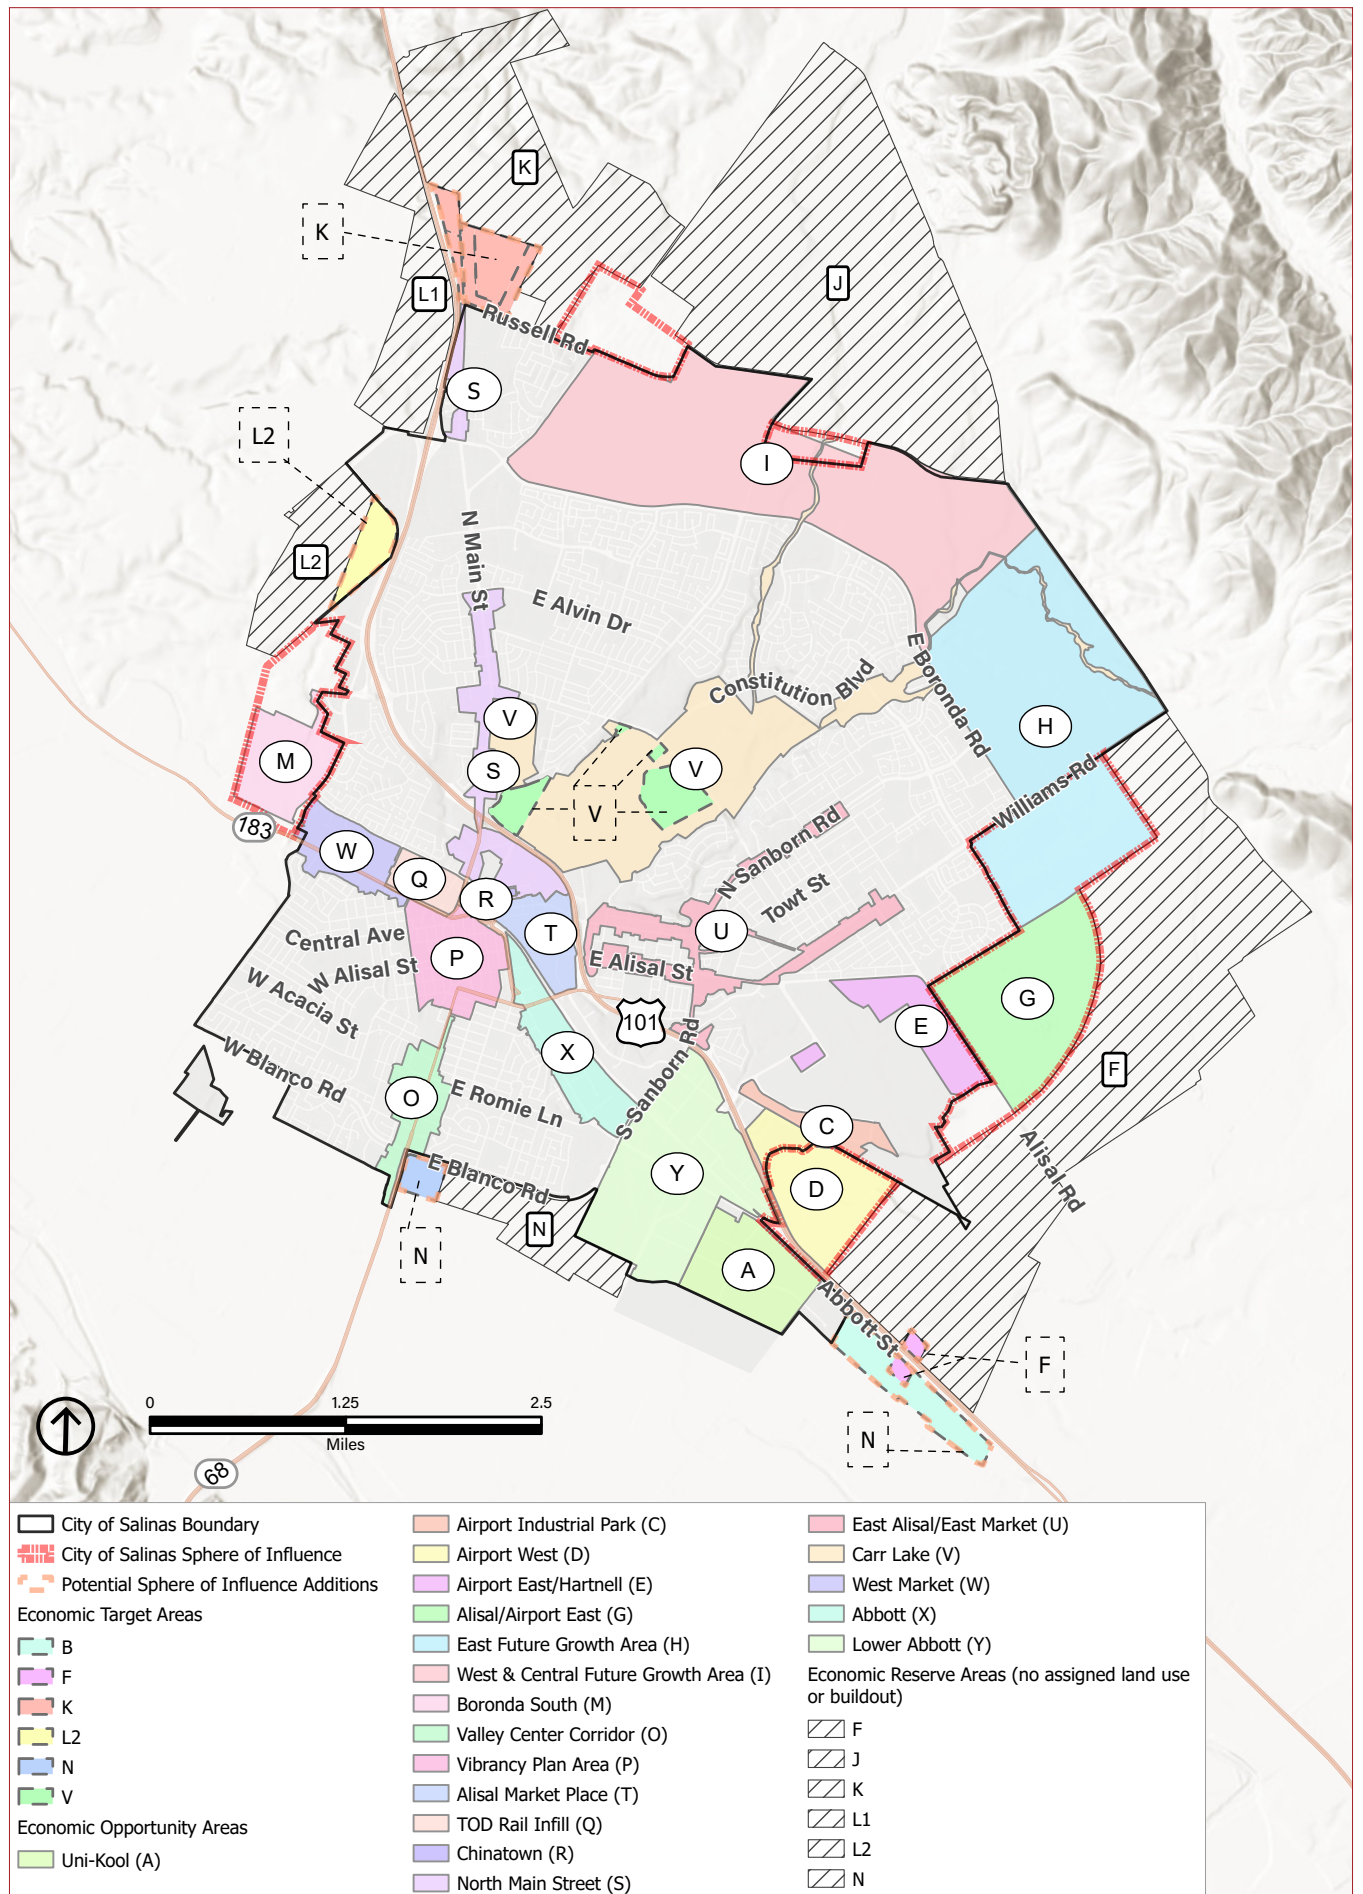 K
K
J
L1
Russell Rd
S
L2
I
N Main St
L2
E Alvin Dr
E Boronda Rd
Constitution Blvd
V
H
M
S
V
Williams Rd
V
183
W
N Sanborn Rd
Q
R
Towt St
T
U
Central Ave
P
E Alisal St
W Alisal St
G
W Acacia St
101
E
X
W Blanco Rd
S Sanborn Rd
F
O
E Romie Ln
C
Alisal Rd
E Blanco Rd
Y
D
N
N
A
Abbott St
F
0
1.25
2.5
Miles
N
68
City of Salinas Boundary
City of Salinas Sphere of Influence
Potential Sphere of Influence Additions
Economic Target Areas
B
F
K
L2
N
V
Economic Opportunity Areas
Uni-Kool (A)
Airport Industrial Park (C)
Airport West (D)
Airport East/Hartnell (E)
Alisal/Airport East (G)
East Future Growth Area (H)
West & Central Future Growth Area (I)
Boronda South (M)
Valley Center Corridor (O)
Vibrancy Plan Area (P)
Alisal Market Place (T)
TOD Rail Infill (Q)
Chinatown (R)
North Main Street (S)
East Alisal/East Market (U)
Carr Lake (V)
West Market (W)
Abbott (X)
Lower Abbott (Y)
Economic Reserve Areas (no assigned land use
or buildout)
F
J
K
L1
L2
N